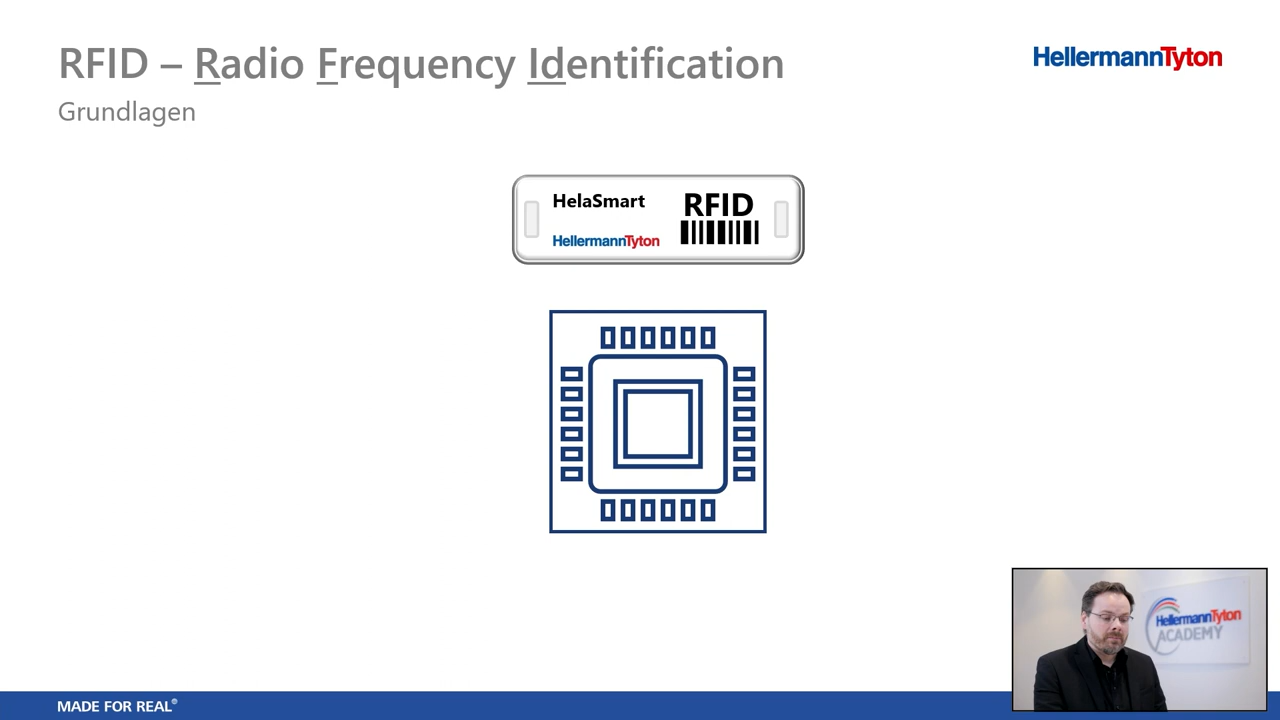 RFID – Radio Frequency Identification
HellermannTyton
Grundlagen
HelaSmart
RFID
HellermannTyton
HellermannTyton
ACADEMY
MADE FOR REAL®